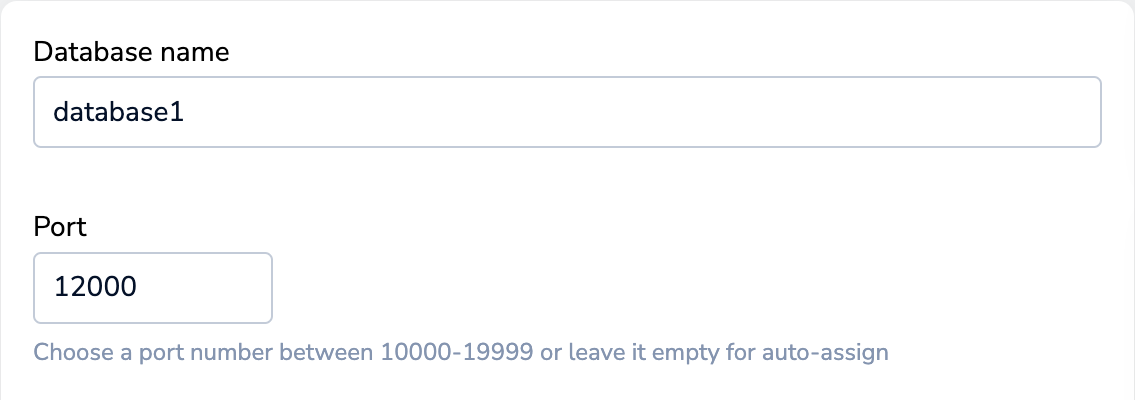 Database name
database1
Port
12000
Choose a port number between 10000-19999 or leave it empty for auto-assign